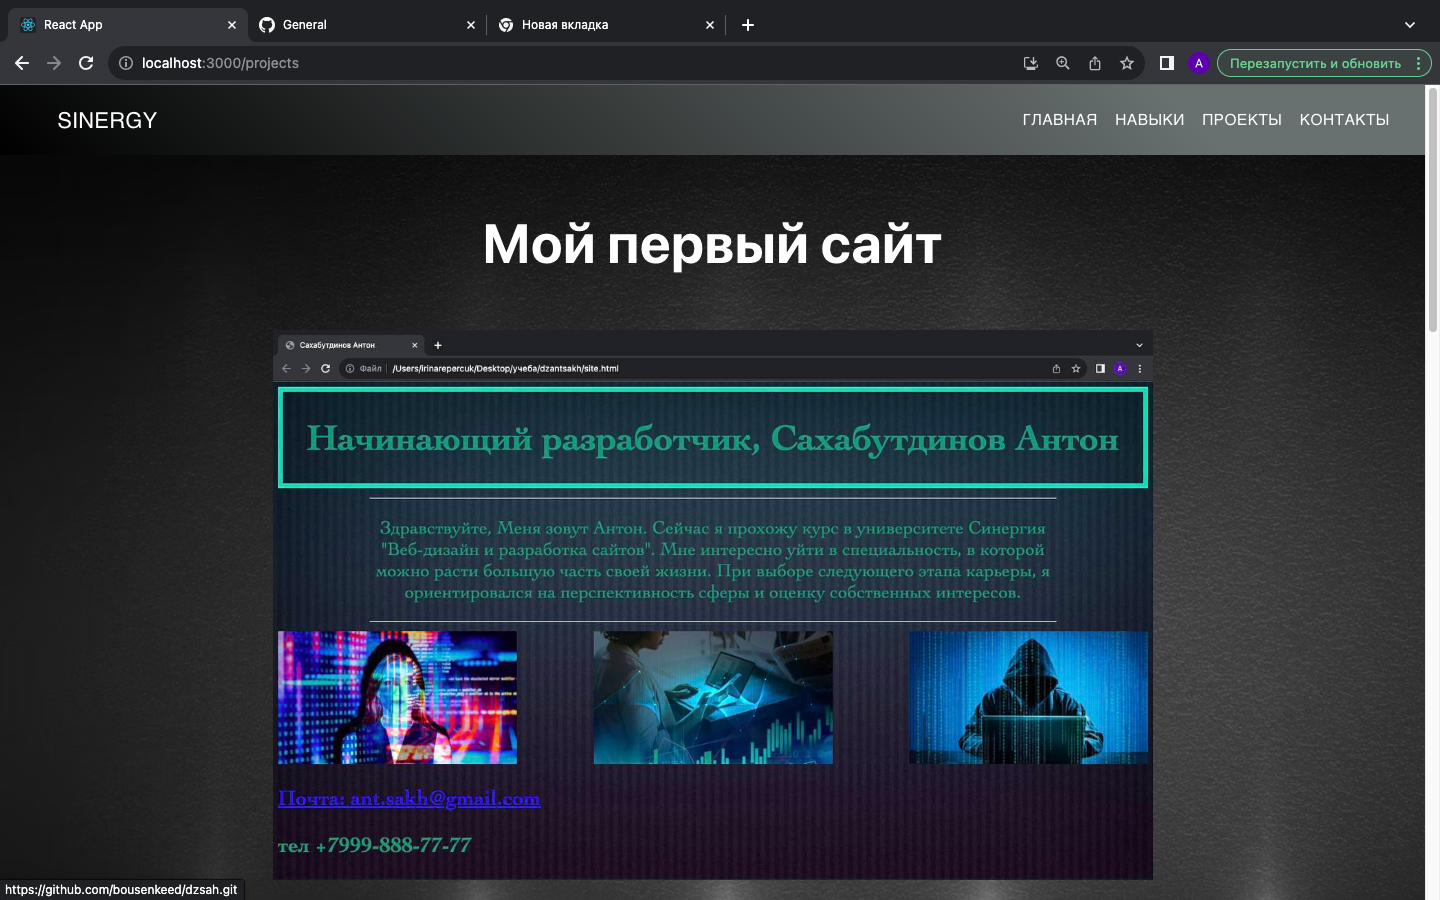 React App
General
Новая вкладка
localhost:3000/projects
A
Перезапустить и обновить
SINERGY
ГЛАВНАЯ НАВЫКИ ПРОЕКТЫ КОНТАКТЫ
Мой первый сайт
Сахабутдинов Антон
Файл /Users/irinarepercuk/Desktop/учеба/dzantsakh/site.html
A
Начинающий разработчик, Сахабутдинов Антон
Здравствуйте, Меня зовут Антон. Сейчас я прохожу курс в университете Синергия
"Веб-дизайн и разработка сайтов". Мне интересно уйти в специальность, в которой
можно расти большую часть своей жизни. При выборе следующего этапа карьеры, я
ориентировался на перспективность сферы и оценку собственных интересов.
Почта: ant.sakh@gmail.com
тел +7999-888-77-77
https://github.com/bousenkeed/dzsah.git